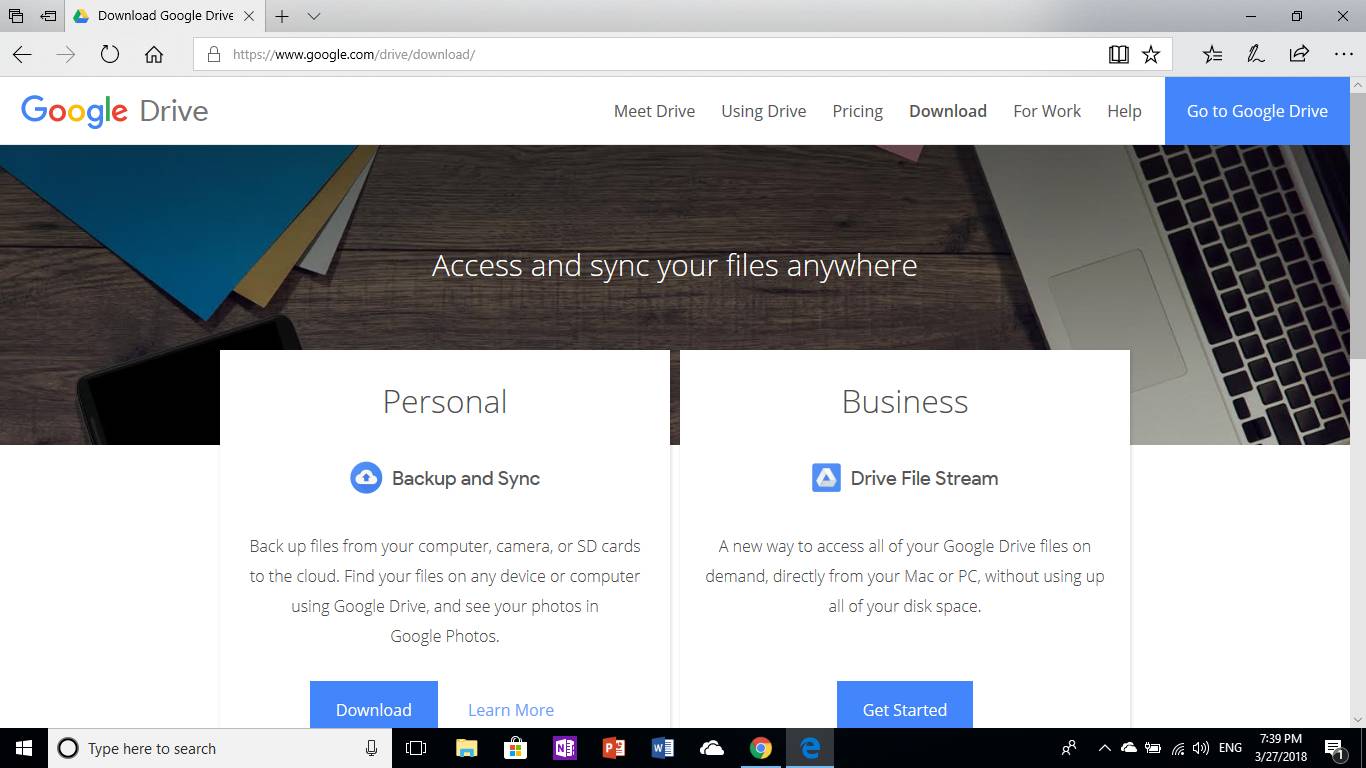 Download Google Drive
https://www.google.com/drive/download/
Google Drive
Meet Drive
Using Drive
Pricing
Download
For Work
Help
Go to Google Drive
Access and sync your files anywhere
Personal
Backup and Sync
Back up files from your computer, camera, or SD cards
to the cloud. Find your files on any device or computer
using Google Drive, and see your photos in
Google Photos.
Download
Learn More
Business
Drive File Stream
A new way to access all of your Google Drive files on
demand, directly from your Mac or PC, without using up
all of your disk space.
Get Started
Type here to search
ENG
7:39 PM
3/27/2018
1